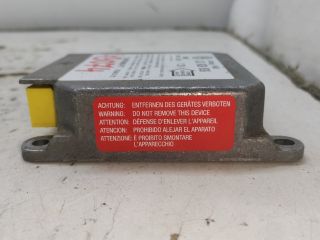 ACHTUNG: ENTFERNEN DES GERÄTES VERBOTEN
WARNING: DO NOT REMOVE THIS DEVICE
ATTENTION: DÉFENSE D'ENLEVER L'APPAREIL
ATENCION: PROHIBIDO ALEJAR EL APARATO
ATTENZIONE: È PROIBITO SMONTARE
L'APPARECCHIO